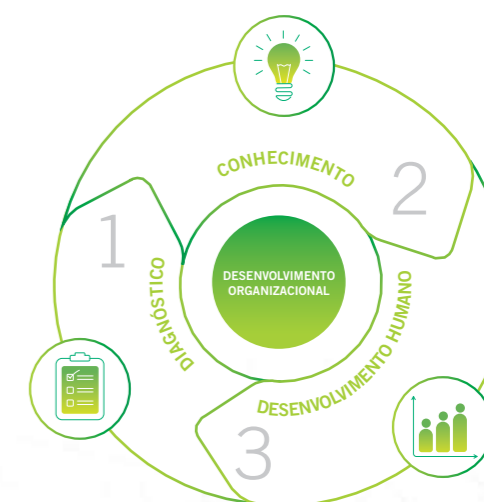 CONHECIMENTO
2
1
DESENVOLVIMENTO
ORGANIZACIONAL
DIAGNÓSTICO
DESENVOLVIMENTO HUMANO
3